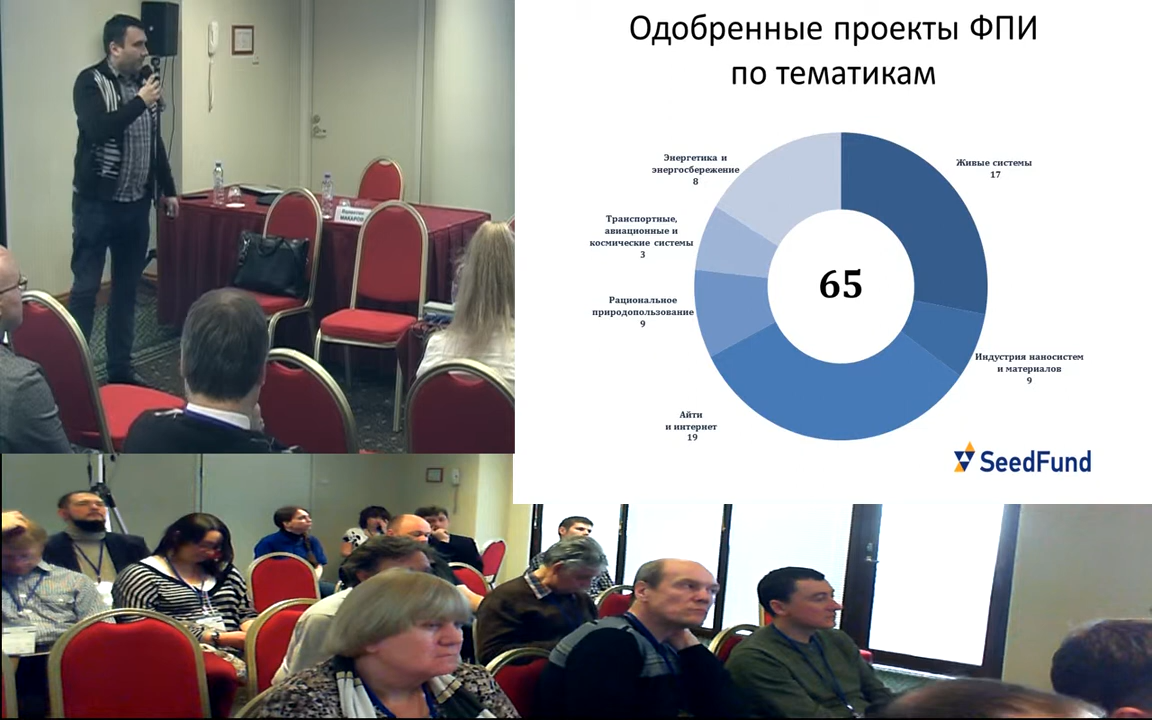 Одобренные проекты ФПИ
по тематикам
Энергетика и
энергосбережение
8
Живые системы
17
Транспортные,
авиационные и
космические системы
3
65
Рациональное
природопользование
9
Индустрия наносистем
и материалов
9
Айти
и интернет
19
SeedFund
МАКАРОВ